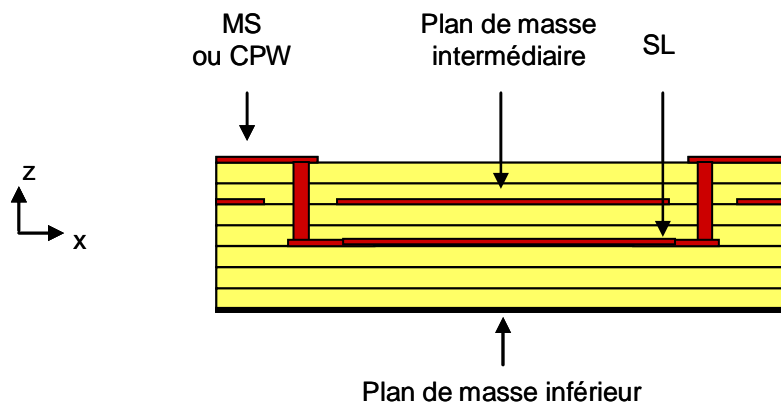 MS
ou CPW
Plan de masse
intermédiaire
SL
z
x
Plan de masse inférieur